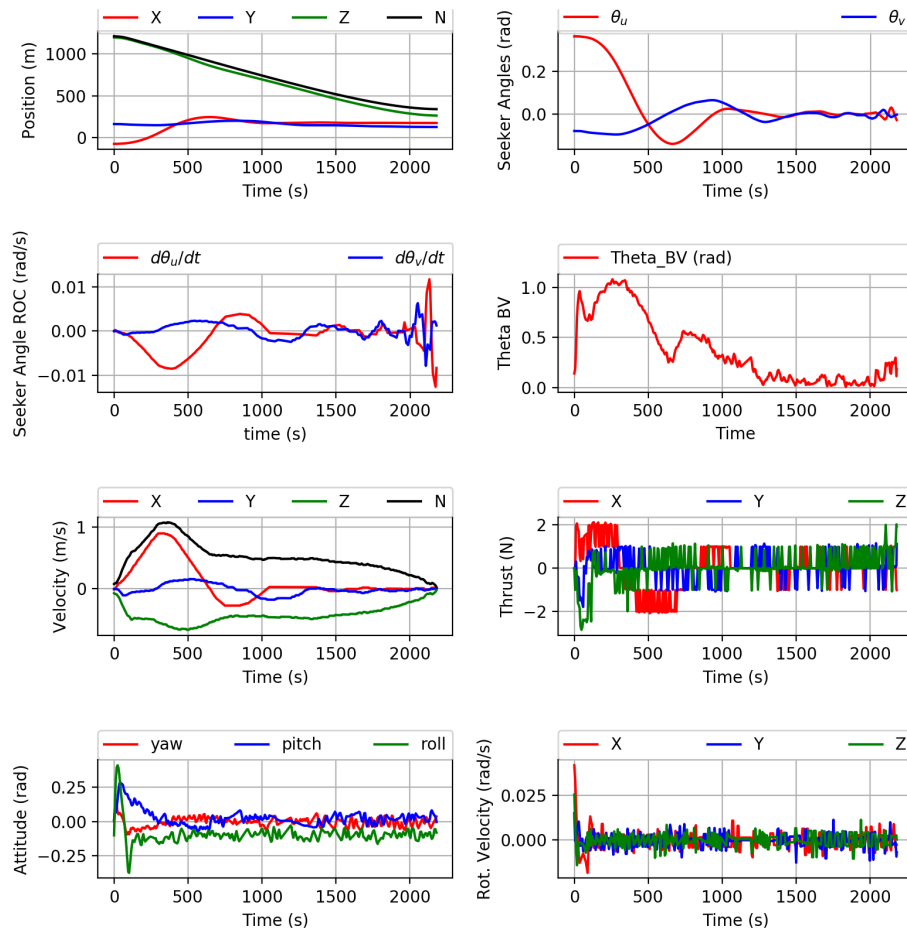 X Y Z N
1000
500
0
Position (m)
0 500 1000 1500 2000
Time (s)
θ_u θ_v
0.2
0.0
Seeker Angles (rad)
0 500 1000 1500 2000
Time (s)
dθ_u/dt dθ_v/dt
0.01
0.00
−0.01
Seeker Angle ROC (rad/s)
0 500 1000 1500 2000
time (s)
Theta_BV (rad)
1.0
0.5
0.0
Theta BV
0 500 1000 1500 2000
Time
X Y Z N
1
0
Velocity (m/s)
0 500 1000 1500 2000
Time (s)
X Y Z
2
0
−2
Thrust (N)
0 500 1000 1500 2000
Time (s)
yaw pitch roll
0.25
0.00
−0.25
Attitude (rad)
0 500 1000 1500 2000
Time (s)
X Y Z
0.025
0.000
Rot. Velocity (rad/s)
0 500 1000 1500 2000
Time (s)